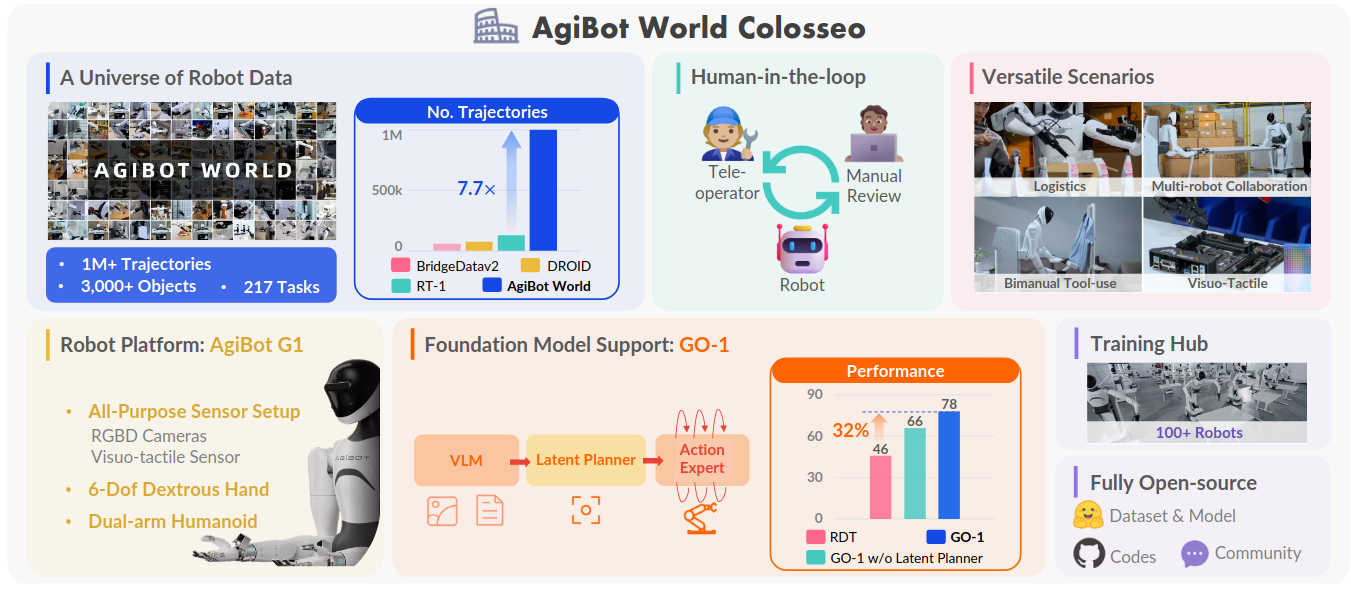 AgiBot World Colosseo
A Universe of Robot Data
AGIBOT WORLD
• 1M+ Trajectories
• 3,000+ Objects • 217 Tasks
No. Trajectories
1M
500k
0
7.7×
BridgeDatav2
DROID
RT-1
AgiBot World
Human-in-the-loop
Tele-
operator
Manual
Review
Robot
Versatile Scenarios
Logistics
Multi-robot Collaboration
Bimanual Tool-use
Visuo-Tactile
Robot Platform: AgiBot G1
• All-Purpose Sensor Setup
RGBD Cameras
Visuo-tactile Sensor
• 6-Dof Dextrous Hand
• Dual-arm Humanoid
AGIBOT
Foundation Model Support: GO-1
VLM
Latent Planner
Action
Expert
Performance
90
60
30
0
32%
46
66
78
RDT
GO-1
GO-1 w/o Latent Planner
Training Hub
100+ Robots
Fully Open-source
Dataset & Model
Codes
Community